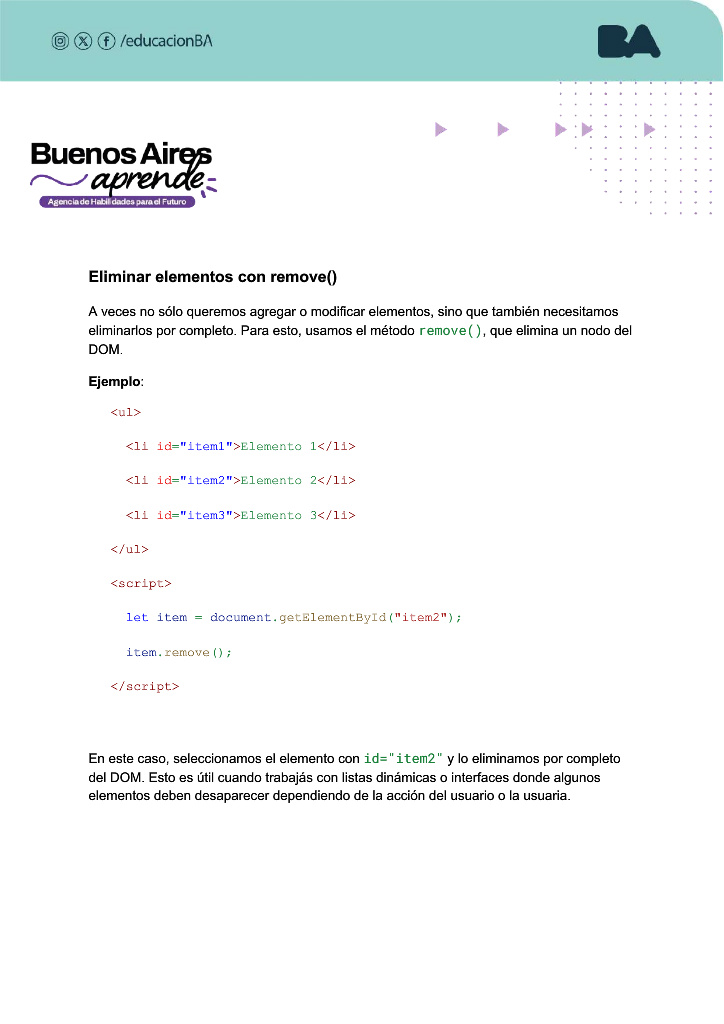 /educacionBA
BA
Buenos Aires
aprende
Agencia de Habilidades para el Futuro
Eliminar elementos con remove()
A veces no sólo queremos agregar o modificar elementos, sino que también necesitamos
eliminarlos por completo. Para esto, usamos el método remove(), que elimina un nodo del
DOM.
Ejemplo:
<ul>
<li id="item1">Elemento 1</li>
<li id="item2">Elemento 2</li>
<li id="item3">Elemento 3</li>
</ul>
<script>
let item = document.getElementById("item2");
item.remove();
</script>
En este caso, seleccionamos el elemento con id="item2" y lo eliminamos por completo
del DOM. Esto es útil cuando trabajás con listas dinámicas o interfaces donde algunos
elementos deben desaparecer dependiendo de la acción del usuario o la usuaria.